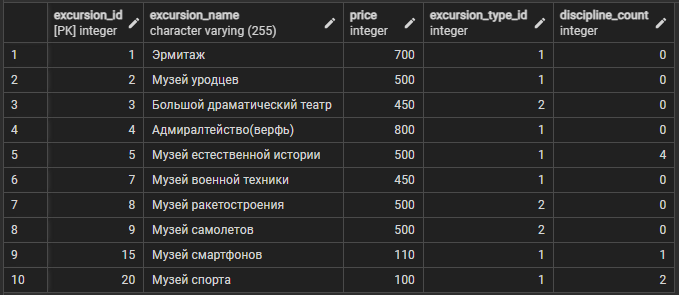 excursion_id excursion_name price excursion_type_id discipline_count
[PK] integer character varying (255) integer integer integer
1 1 Эрмитаж 700 1 0
2 2 Музей уродцев 500 1 0
3 3 Большой драматический театр 450 2 0
4 4 Адмиралтейство(верфь) 800 1 0
5 5 Музей естественной истории 500 1 4
6 7 Музей военной техники 450 1 0
7 8 Музей ракетостроения 500 2 0
8 9 Музей самолетов 500 2 0
9 15 Музей смартфонов 110 1 1
10 20 Музей спорта 100 1 2